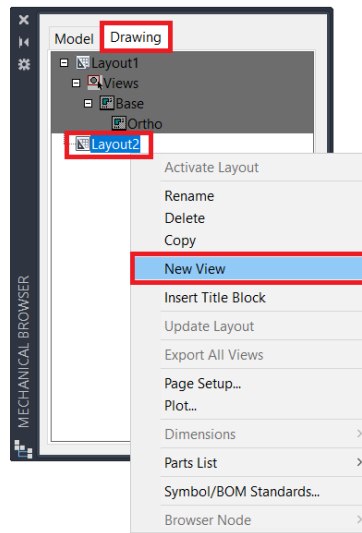 Model Drawing
Layout1
Views
Base
Ortho
Layout2
Activate Layout
Rename
Delete
Copy
New View
Insert Title Block
Update Layout
Export All Views
Page Setup...
Plot...
Dimensions
Parts List
Symbol/BOM Standards...
Browser Node
MECHANICAL BROWSER